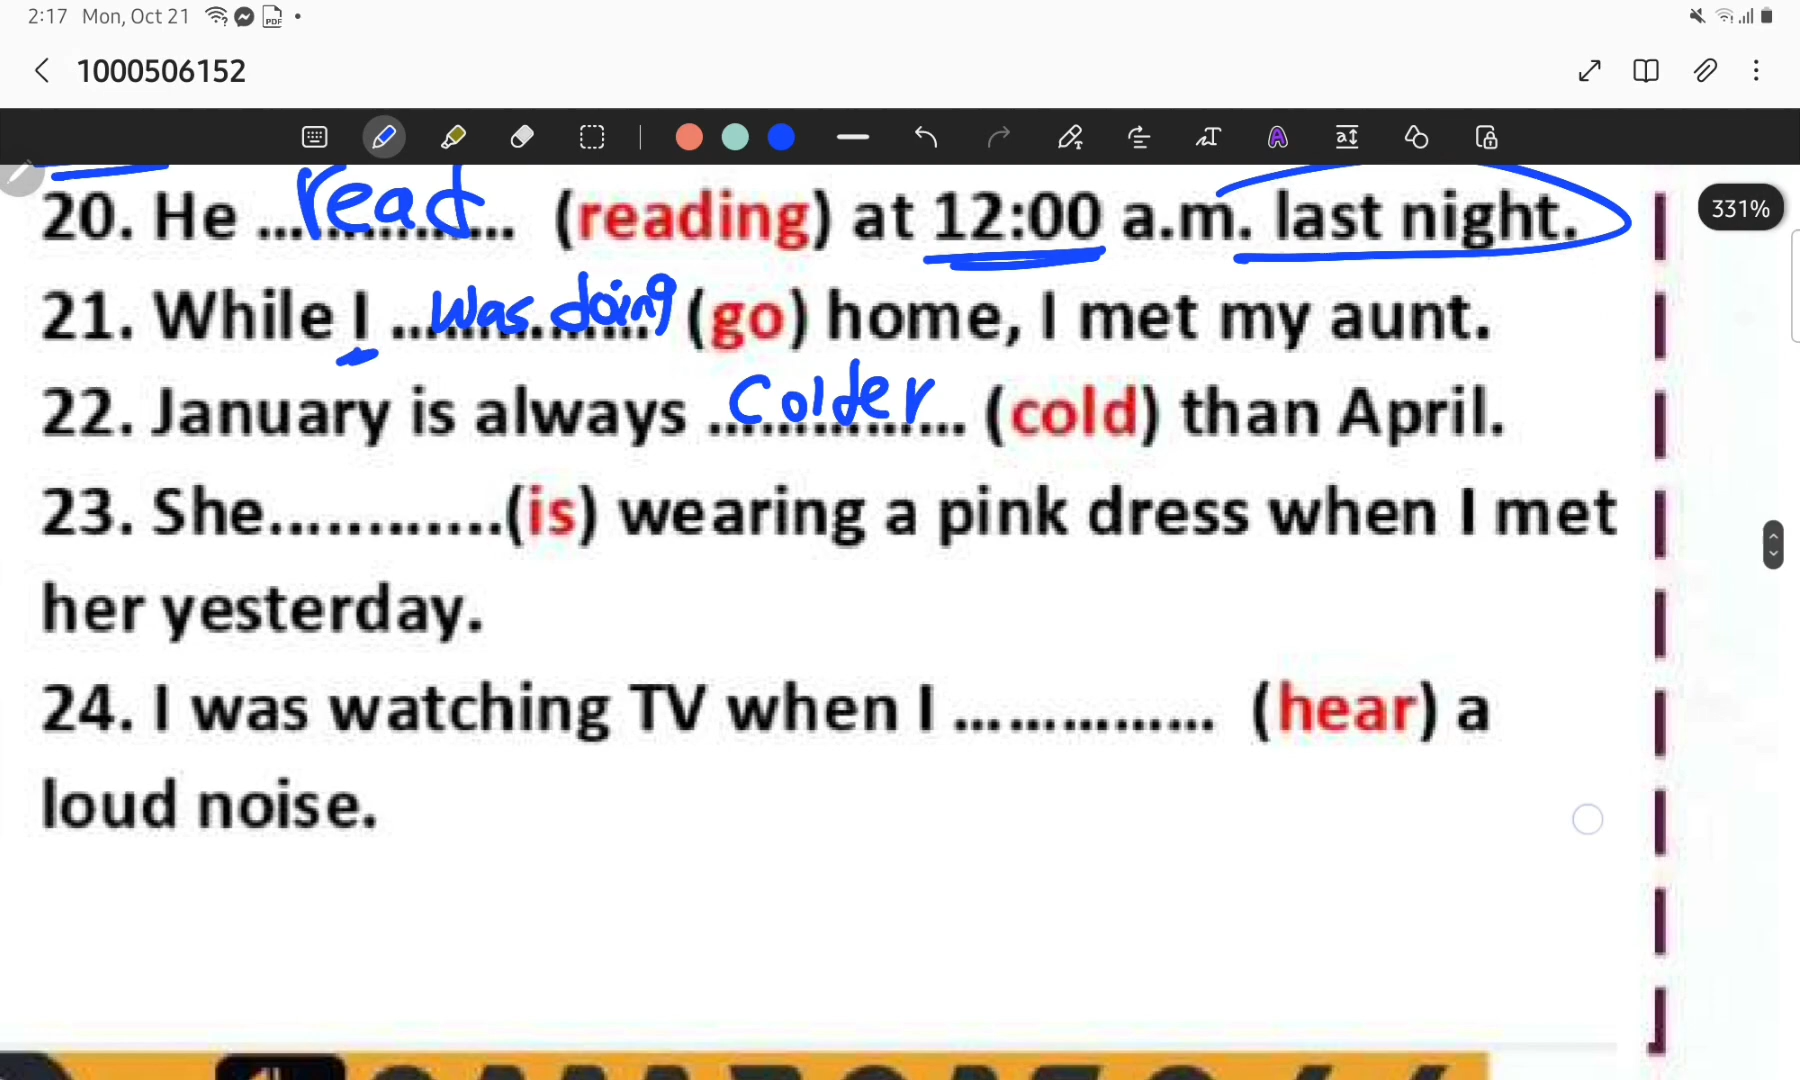 2:17 Mon, Oct 21
1000506152
331%
20. He read ............... (reading) at 12:00 a.m. last night.
21. While I was doing ............... (go) home, I met my aunt.
22. January is always colder ............... (cold) than April.
23. She............(is) wearing a pink dress when I met
her yesterday.
24. I was watching TV when I ............... (hear) a
loud noise.